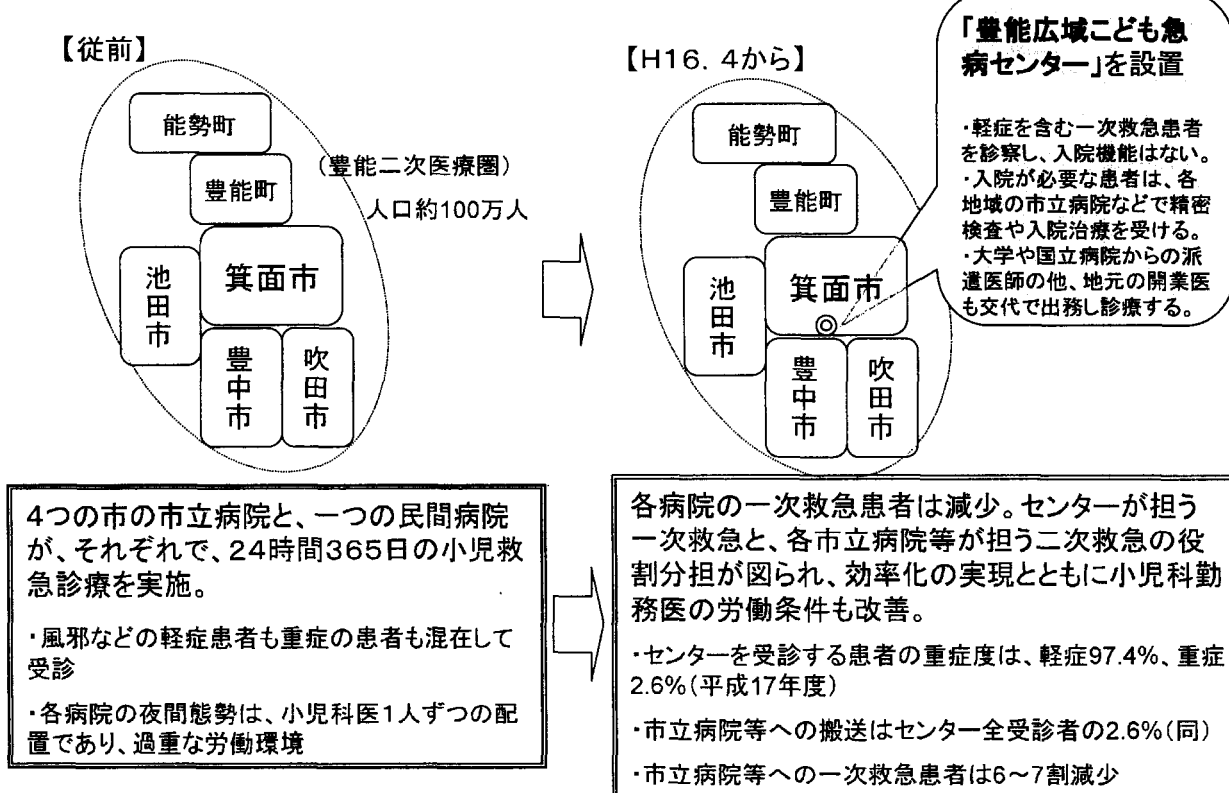 【従前】
能勢町
豊能町
(豊能二次医療圏)
人口約100万人
池田市
箕面市
豊中市
吹田市
【H16. 4から】
能勢町
豊能町
池田市
箕面市
豊中市
吹田市
「豊能広域こども急
病センター」を設置
・軽症を含む一次救急患者
を診察し、入院機能はない。
・入院が必要な患者は、各
地域の市立病院などで精密
検査や入院治療を受ける。
・大学や国立病院からの派
遣医師の他、地元の開業医
も交代で出務し診療する。
4つの市の市立病院と、一つの民間病院
が、それぞれで、24時間365日の小児救
急診療を実施。
・風邪などの軽症患者も重症の患者も混在して
受診
・各病院の夜間態勢は、小児科医1人ずつの配
置であり、過重な労働環境
各病院の一次救急患者は減少。センターが担う
一次救急と、各市立病院等が担う二次救急の役
割分担が図られ、効率化の実現とともに小児科勤
務医の労働条件も改善。
・センターを受診する患者の重症度は、軽症97.4%、重症
2.6%(平成17年度)
・市立病院等への搬送はセンター全受診者の2.6%(同)
・市立病院等への一次救急患者は6～7割減少